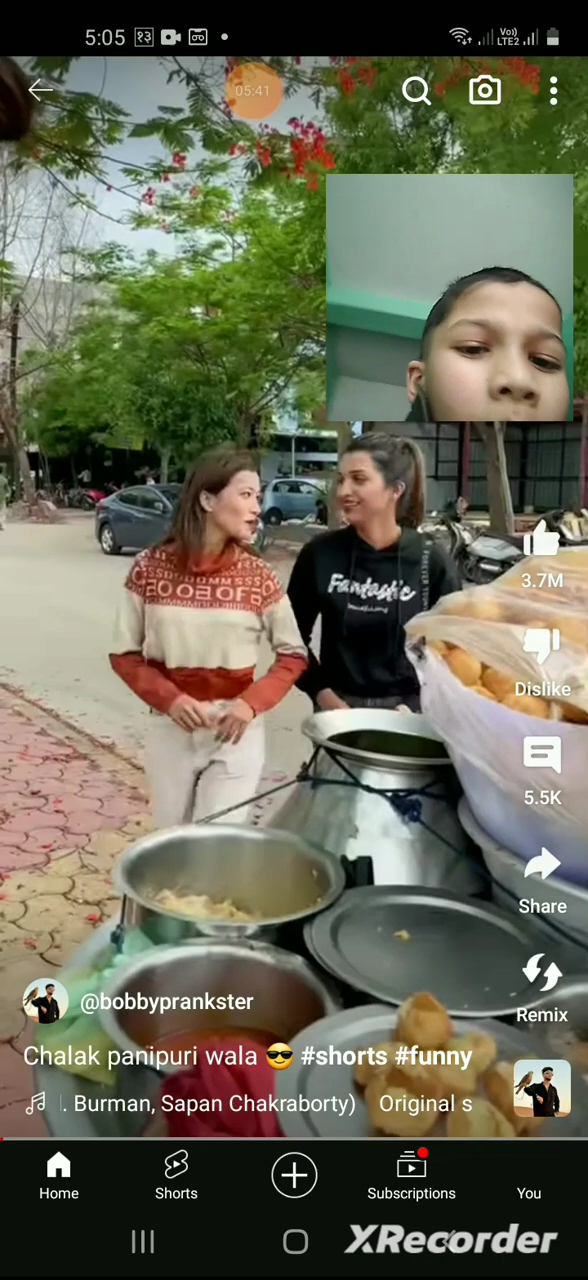 5:05 १३ Vo)) LTE2
05:41
Fantastic
3.7M
Dislike
5.5K
Share
Remix
@bobbyprankster
Chalak panipuri wala 😎 #shorts #funny
. Burman, Sapan Chakraborty) Original s
Home
Shorts
Subscriptions
You
XRecorder